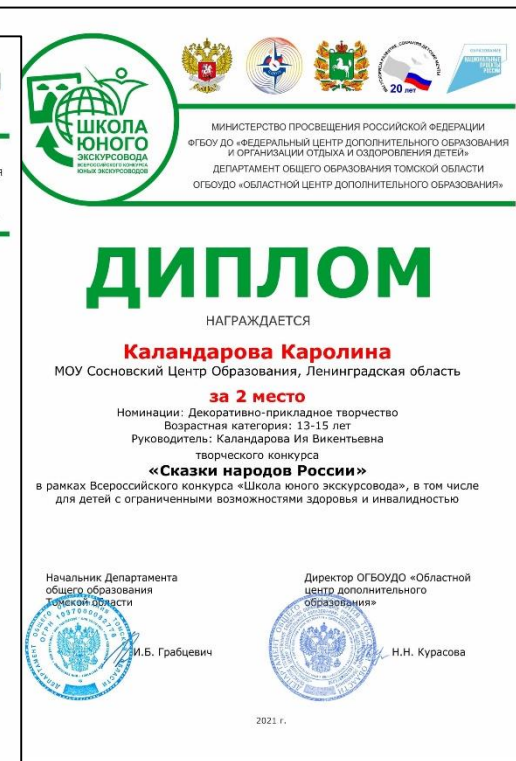 ШКОЛА
ЮНОГО
ЭКСКУРСОВОДА
ВСЕРОССИЙСКОГО КОНКУРСА
ЮНЫХ ЭКСКУРСОВОДОВ
20 лет
НАЦИОНАЛЬНЫЕ
ПРОЕКТЫ
РОССИИ
МИНИСТЕРСТВО ПРОСВЕЩЕНИЯ РОССИЙСКОЙ ФЕДЕРАЦИИ
ФГБОУ ДО «ФЕДЕРАЛЬНЫЙ ЦЕНТР ДОПОЛНИТЕЛЬНОГО ОБРАЗОВАНИЯ
И ОРГАНИЗАЦИИ ОТДЫХА И ОЗДОРОВЛЕНИЯ ДЕТЕЙ»
ДЕПАРТАМЕНТ ОБЩЕГО ОБРАЗОВАНИЯ ТОМСКОЙ ОБЛАСТИ
ОГБОУДО «ОБЛАСТНОЙ ЦЕНТР ДОПОЛНИТЕЛЬНОГО ОБРАЗОВАНИЯ»
ДИПЛОМ
НАГРАЖДАЕТСЯ
Каландарова Каролина
МОУ Сосновский Центр Образования, Ленинградская область
за 2 место
Номинации: Декоративно-прикладное творчество
Возрастная категория: 13-15 лет
Руководитель: Каландарова Ия Викентьевна
творческого конкурса
«Сказки народов России»
в рамках Всероссийского конкурса «Школа юного экскурсовода», в том числе
для детей с ограниченными возможностями здоровья и инвалидностью
Начальник Департамента
общего образования
Томской области
И.Б. Грабцевич
Директор ОГБОУДО «Областной
центр дополнительного
образования»
Н.Н. Курасова
2021 г.